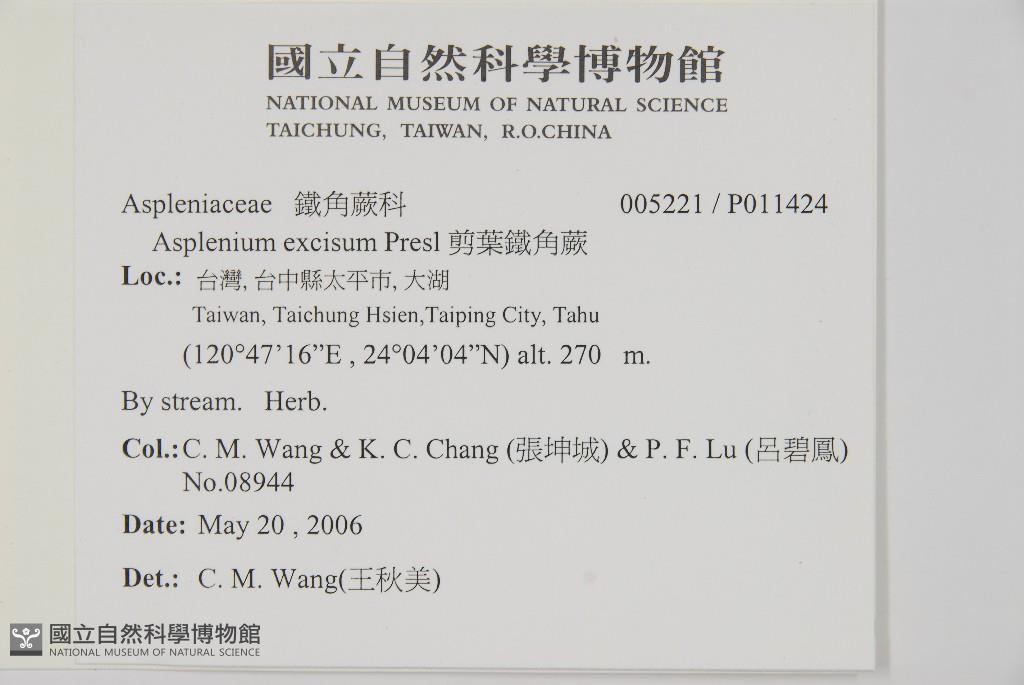 國立自然科學博物館
NATIONAL MUSEUM OF NATURAL SCIENCE
TAICHUNG, TAIWAN, R.O.CHINA
Aspleniaceae 鐵角蕨科 005221 / P011424
Asplenium excisum Presl 剪葉鐵角蕨
Loc.: 台灣, 台中縣太平市, 大湖
Taiwan, Taichung Hsien,Taiping City, Tahu
(120°47’16”E , 24°04’04”N) alt. 270 m.
By stream. Herb.
Col.: C. M. Wang & K. C. Chang (張坤城) & P. F. Lu (呂碧鳳)
No.08944
Date: May 20 , 2006
Det.: C. M. Wang(王秋美)
國立自然科學博物館
NATIONAL MUSEUM OF NATURAL SCIENCE